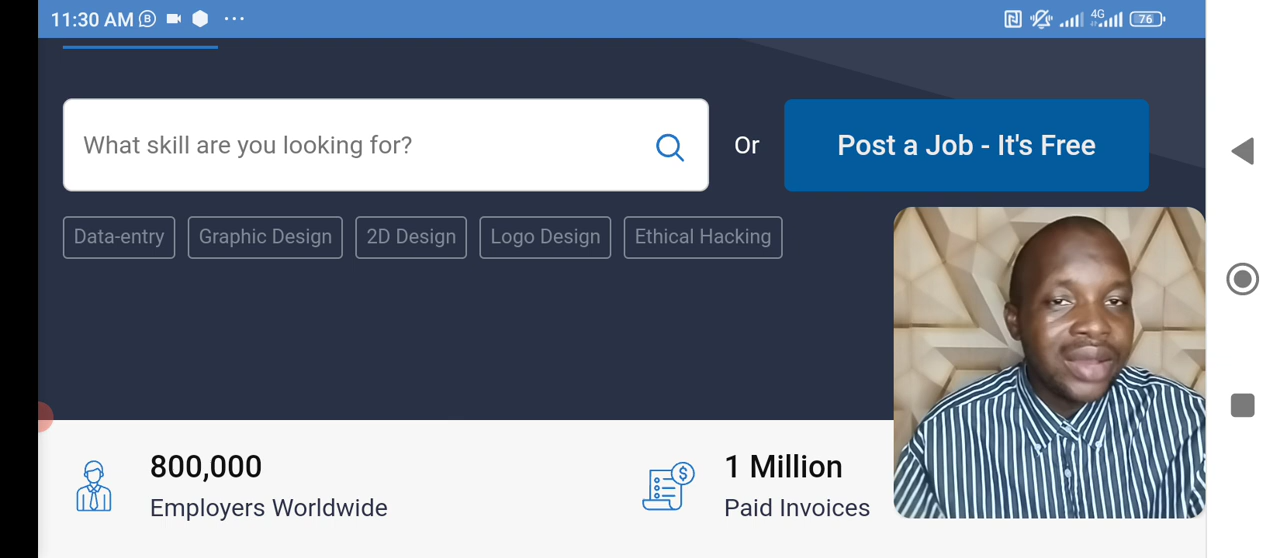 11:30 AM
4G
76
What skill are you looking for?
Or
Post a Job - It's Free
Data-entry
Graphic Design
2D Design
Logo Design
Ethical Hacking
800,000
Employers Worldwide
1 Million
Paid Invoices